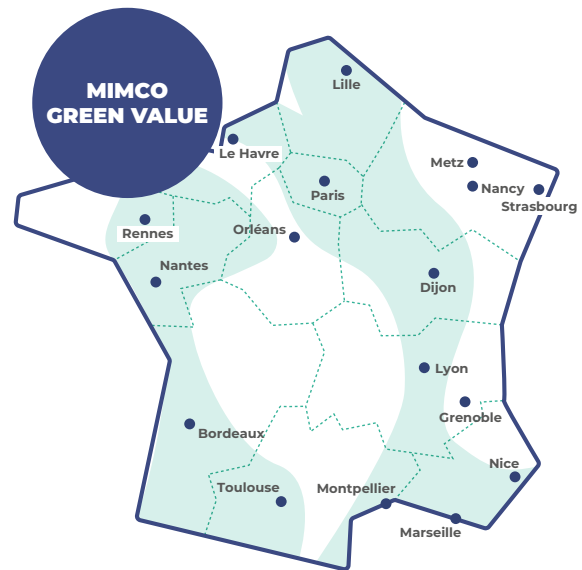 MIMCO
GREEN VALUE
Lille
Le Havre
Metz
Paris
Nancy
Strasbourg
Rennes
Orléans
Nantes
Dijon
Lyon
Grenoble
Bordeaux
Nice
Toulouse
Montpellier
Marseille